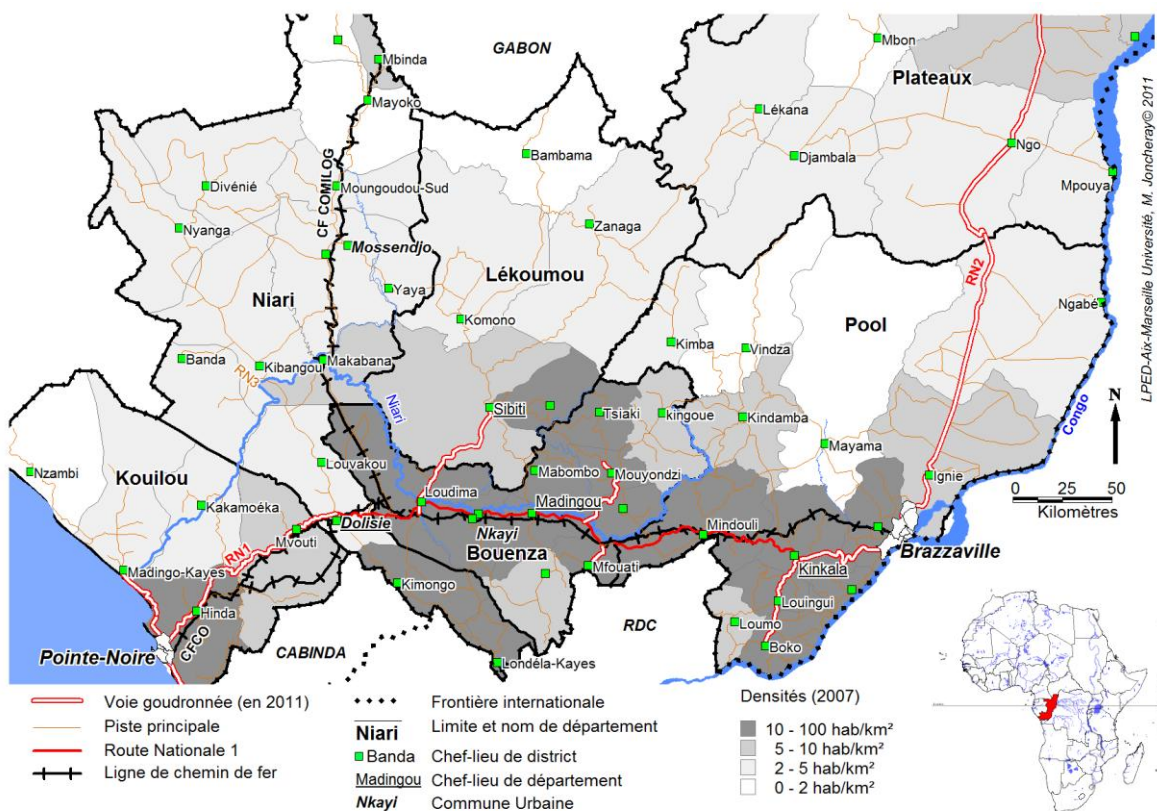 GABON
Mbinda
Mbon
Plateaux
Mayoko
Lékana
Bambama
Djambala
Ngo
Mpouya
Divénié
Moungoudou-Sud
CF COMILOG
Nyanga
Zanaga
Mossendjo
Lékoumou
RN2
Niari
Yaya
Ngabé
Komono
Pool
Kimba
Vindza
Banda
Kibangou
Makabana
RN3
Niari
Sibiti
Tsiaki
kingoue
Kindamba
Congo
Mayama
N
Nzambi
Louvakou
Kouilou
Mabombo
Mouyondzi
Ignie
0 25 50
Kilomètres
Kakamoéka
Loudima
Madingou
Dolisie
Nkayi
Mindouli
Mvouti
Bouenza
Brazzaville
RN1
Madingo-Kayes
Mfouati
Kinkala
Kimongo
Hinda
Louingui
Loumo
RDC
CFCO
Boko
Pointe-Noire
CABINDA
Londéla-Kayes
LPED-Aix-Marseille Université, M. Joncheray© 2011
Voie goudronnée (en 2011)
Piste principale
Route Nationale 1
Ligne de chemin de fer
Frontière internationale
Niari Limite et nom de département
Banda Chef-lieu de district
Madingou Chef-lieu de département
Nkayi Commune Urbaine
Densités (2007)
10 - 100 hab/km²
5 - 10 hab/km²
2 - 5 hab/km²
0 - 2 hab/km²